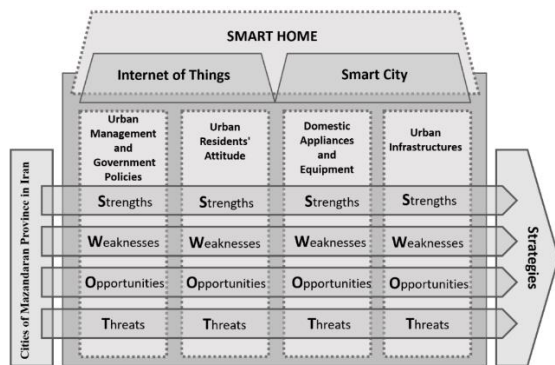 SMART HOME
Internet of Things
Smart City
Urban
Management
and
Government
Policies
Urban
Residents'
Attitude
Domestic
Appliances
and
Equipment
Urban
Infrastructures
Cities of Mazandaran Province in Iran
Strengths
Strengths
Strengths
Strengths
Weaknesses
Weaknesses
Weaknesses
Weaknesses
Opportunities
Opportunities
Opportunities
Opportunities
Threats
Threats
Threats
Threats
Strategies